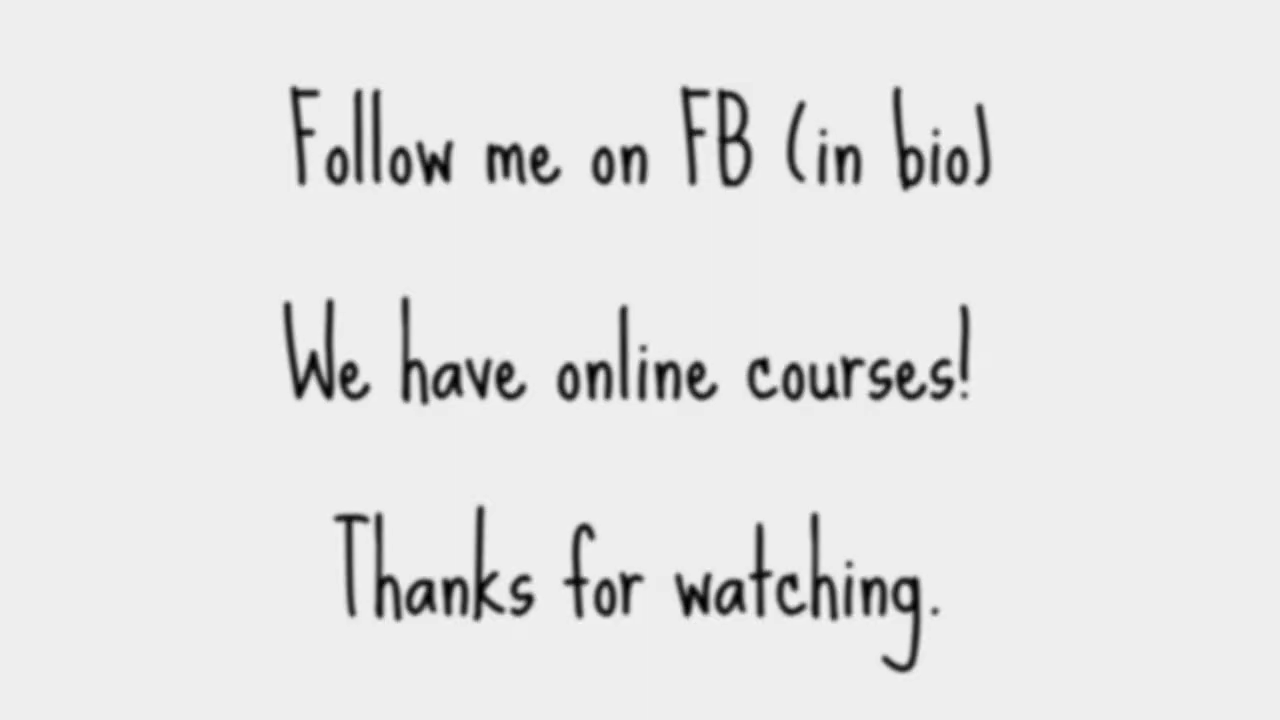 Follow me on FB (in bio)
We have online courses!
Thanks for watching.